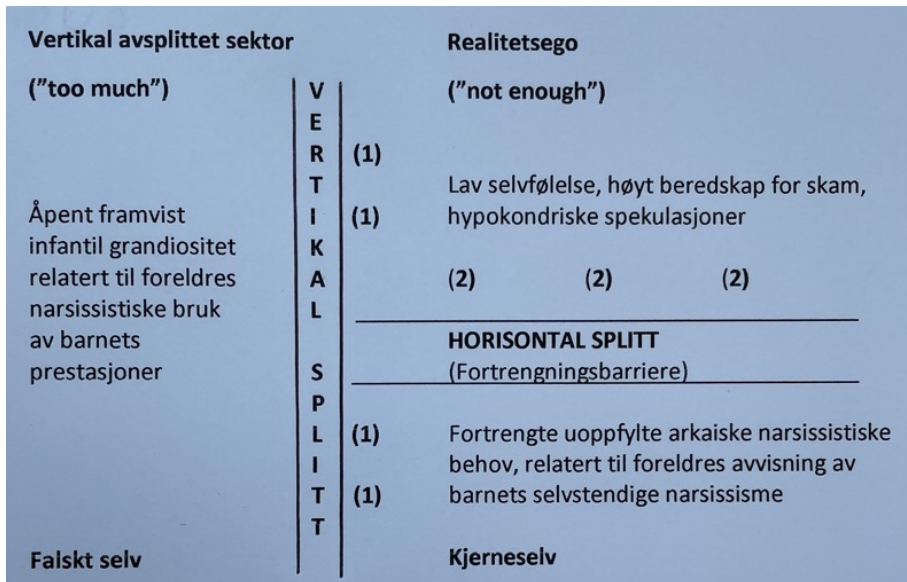 Vertikal avsplittet sektor
("too much")
Åpent framvist
infantil grandiositet
relatert til foreldres
narsissistiske bruk
av barnets
prestasjoner
Falskt selv
VERTIKAL SPLITT
(1)
(1)
(1)
(1)
Realitetsego
("not enough")
Lav selvfølelse, høyt beredskap for skam,
hypokondriske spekulasjoner
(2) (2) (2)
HORISONTAL SPLITT
(Fortrengningsbarriere)
Fortrengte uoppfylte arkaiske narsissistiske
behov, relatert til foreldres avvisning av
barnets selvstendige narsissisme
Kjerneselv